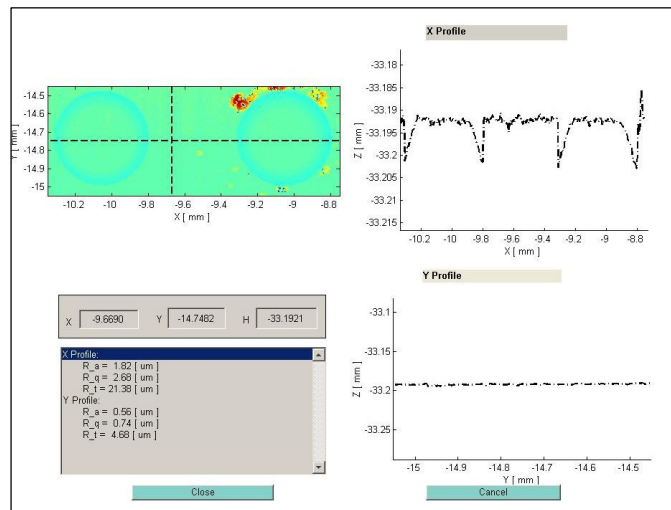 X Profile
-14.5
-14.6
-14.7
-14.8
-14.9
-15
Y [ mm ]
-10.2 -10 -9.8 -9.6 -9.4 -9.2 -9 -8.8
X [ mm ]
-33.18
-33.185
-33.19
-33.195
-33.2
-33.205
-33.21
-33.215
Z [ mm ]
-10.2 -10 -9.8 -9.6 -9.4 -9.2 -9 -8.8
X [ mm ]
X -9.6690 Y -14.7482 H -33.1921
X Profile:
R_a = 1.82 [ um ]
R_q = 2.68 [ um ]
R_t = 21.38 [ um ]
Y Profile:
R_a = 0.56 [ um ]
R_q = 0.74 [ um ]
R_t = 4.68 [ um ]
Close
Y Profile
-33.1
-33.15
-33.2
-33.25
Z [ mm ]
-15 -14.9 -14.8 -14.7 -14.6 -14.5
Y [ mm ]
Cancel